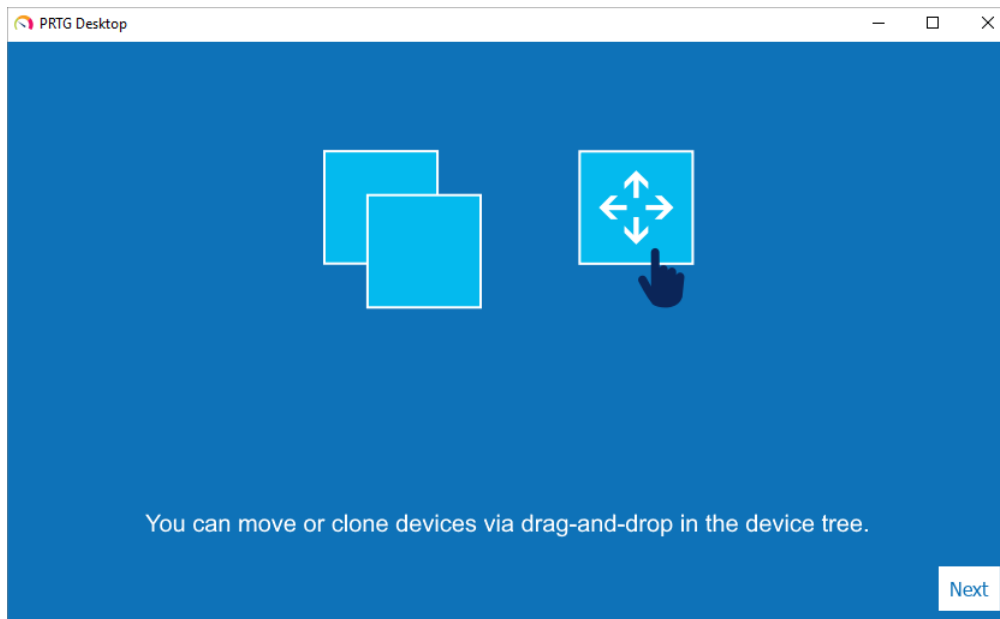 PRTG Desktop
You can move or clone devices via drag-and-drop in the device tree.
Next